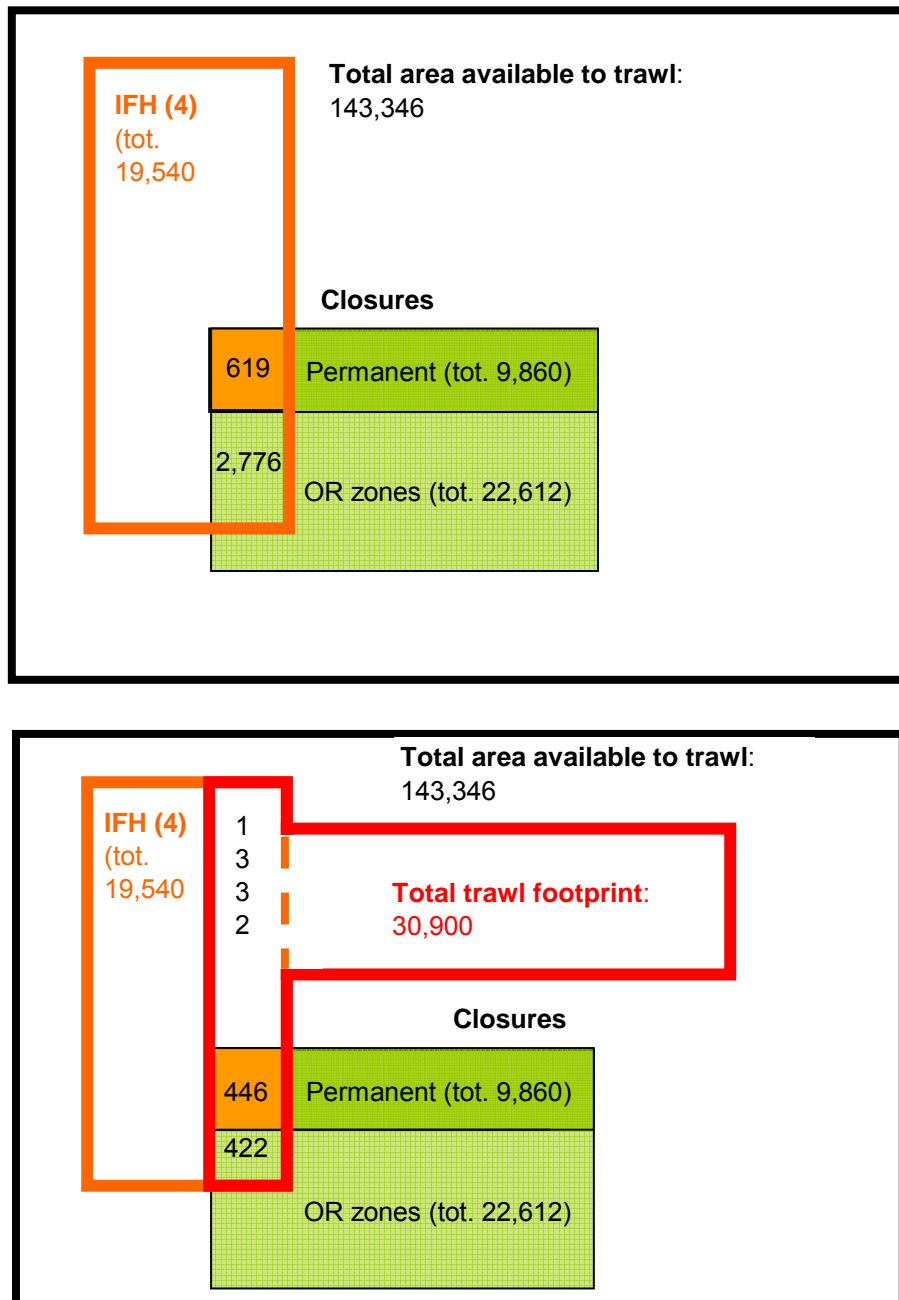 Total area available to trawl:
143,346
IFH (4)
(tot.
19,540
Closures
619
Permanent (tot. 9,860)
2,776
OR zones (tot. 22,612)
Total area available to trawl:
143,346
IFH (4)
(tot.
19,540
1
3
3
2
Total trawl footprint:
30,900
Closures
446
Permanent (tot. 9,860)
422
OR zones (tot. 22,612)